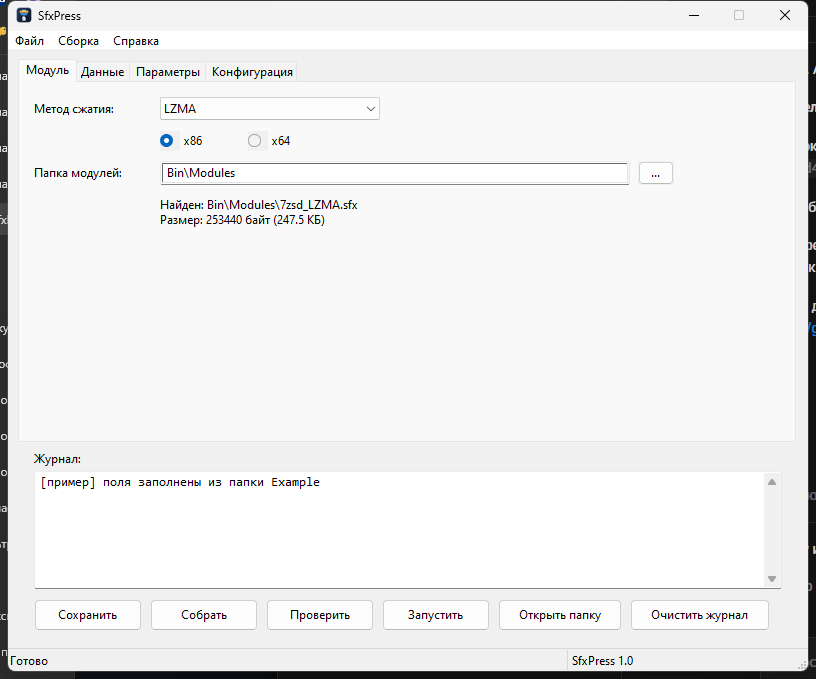 SfxPress
Файл Сборка Справка
Модуль Данные Параметры Конфигурация
Метод сжатия: LZMA
x86 x64
Папка модулей: Bin\Modules ...
Найден: Bin\Modules\7zsd_LZMA.sfx
Размер: 253440 байт (247.5 КБ)
Журнал:
[пример] поля заполнены из папки Example
Сохранить Собрать Проверить Запустить Открыть папку Очистить журнал
Готово SfxPress 1.0